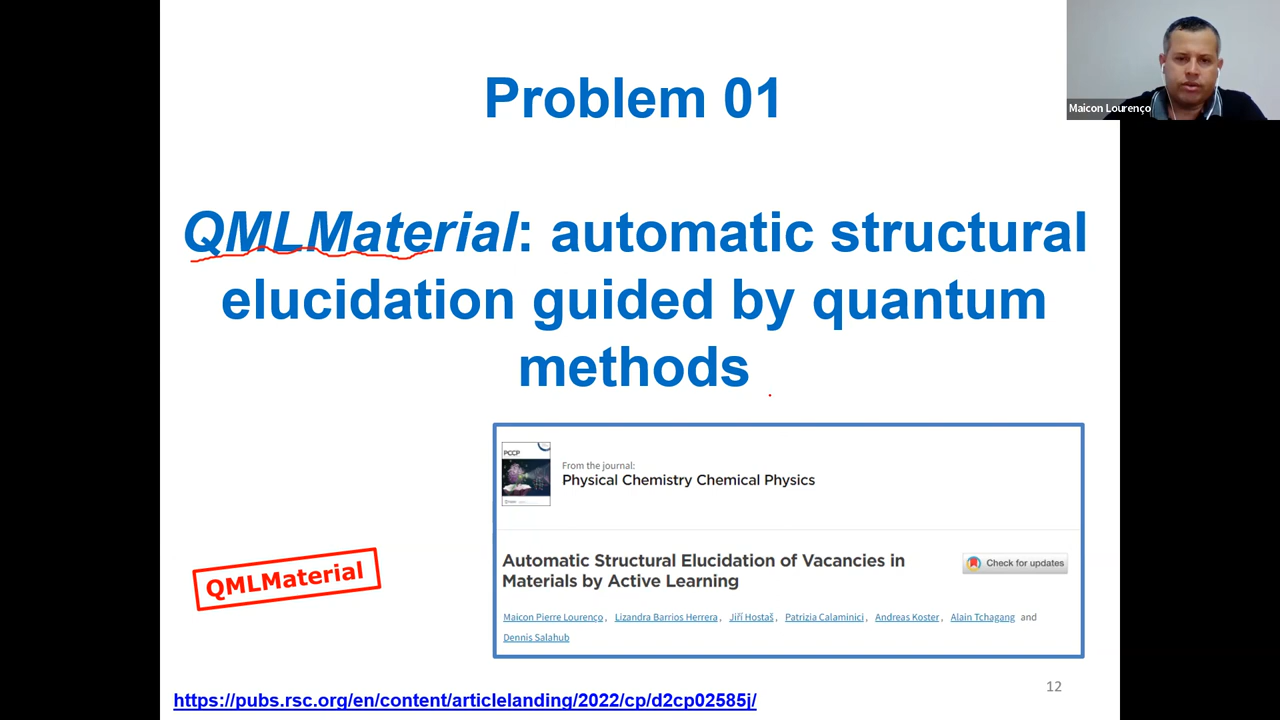 Problem 01
Maicon Lourenço
QMLMaterial: automatic structural
elucidation guided by quantum
methods
PCCP
From the journal:
Physical Chemistry Chemical Physics
Automatic Structural Elucidation of Vacancies in
Materials by Active Learning
Check for updates
Maicon Pierre Lourenço, Lizandra Barrios Herrera, Jiří Hostaš, Patrizia Calaminici, Andreas Koster, Alain Tchagang and
Dennis Salahub
QMLMaterial
12
https://pubs.rsc.org/en/content/articlelanding/2022/cp/d2cp02585j/